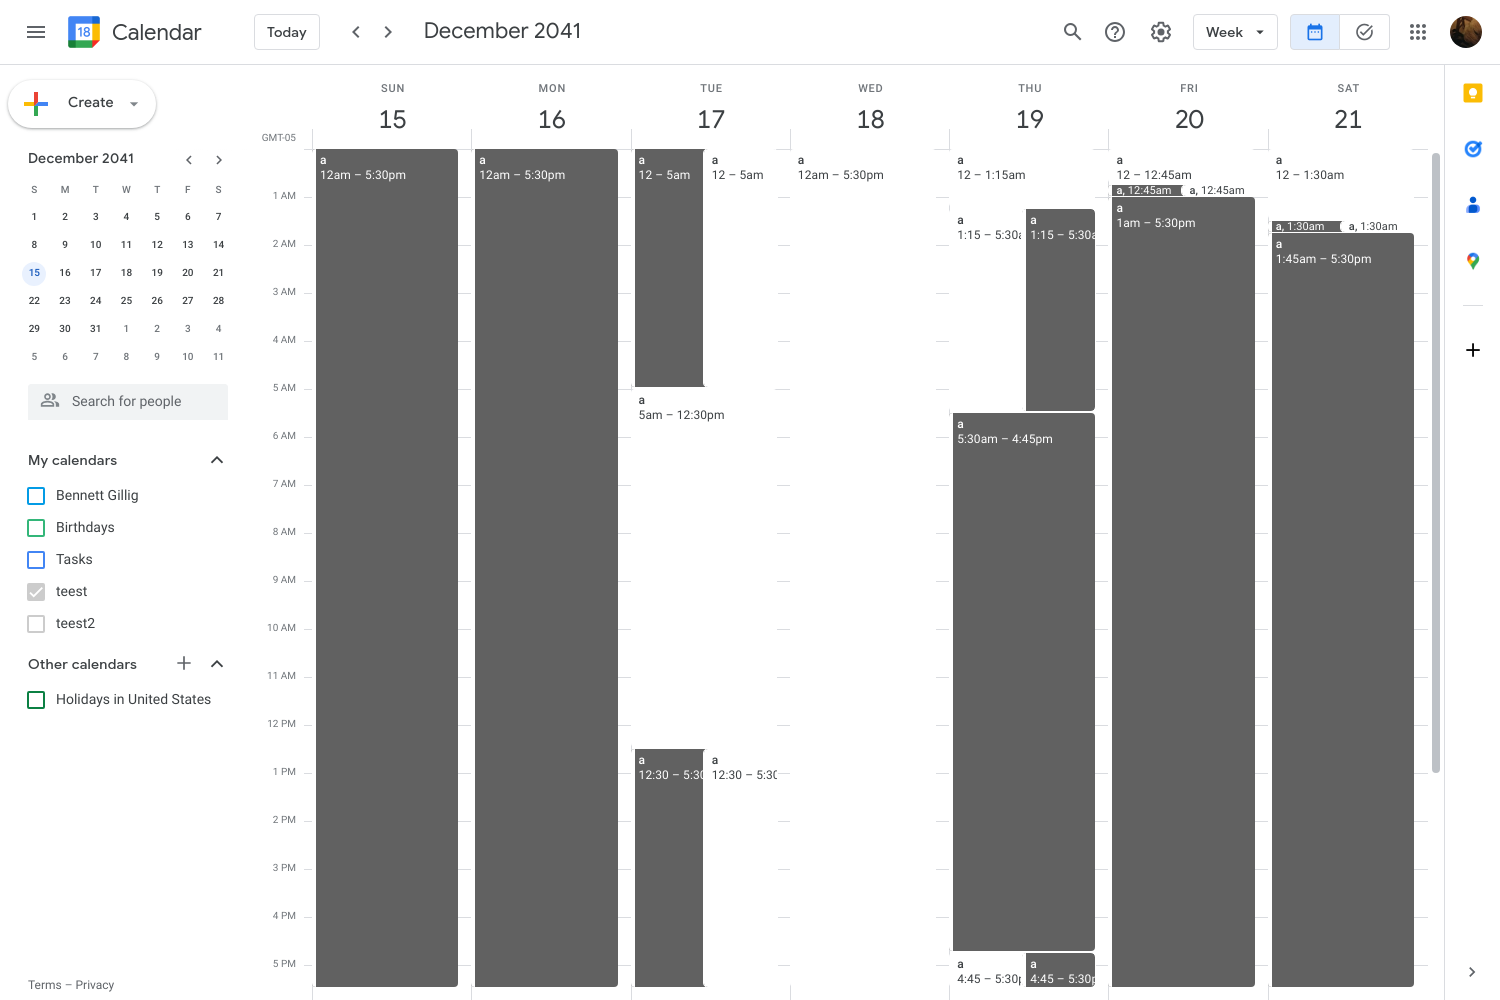 18
Calendar
Today
December 2041
Week
Create
December 2041
S M T W T F S
1 2 3 4 5 6 7
8 9 10 11 12 13 14
15 16 17 18 19 20 21
22 23 24 25 26 27 28
29 30 31 1 2 3 4
5 6 7 8 9 10 11
Search for people
My calendars
Bennett Gillig
Birthdays
Tasks
teest
teest2
Other calendars
Holidays in United States
Terms – Privacy
GMT-05
SUN MON TUE WED THU FRI SAT
15 16 17 18 19 20 21
1 AM
2 AM
3 AM
4 AM
5 AM
6 AM
7 AM
8 AM
9 AM
10 AM
11 AM
12 PM
1 PM
2 PM
3 PM
4 PM
5 PM
a
12am – 5:30pm
a
12am – 5:30pm
a
12 – 5am
a
12 – 5am
a
5am – 12:30pm
a
12:30 – 5:30
a
12:30 – 5:30
a
12am – 5:30pm
a
12 – 1:15am
a
1:15 – 5:30a
a
1:15 – 5:30a
a
5:30am – 4:45pm
a
4:45 – 5:30p
a
4:45 – 5:30p
a
12 – 12:45am
a, 12:45am
a, 12:45am
a
1am – 5:30pm
a
12 – 1:30am
a, 1:30am
a, 1:30am
a
1:45am – 5:30pm